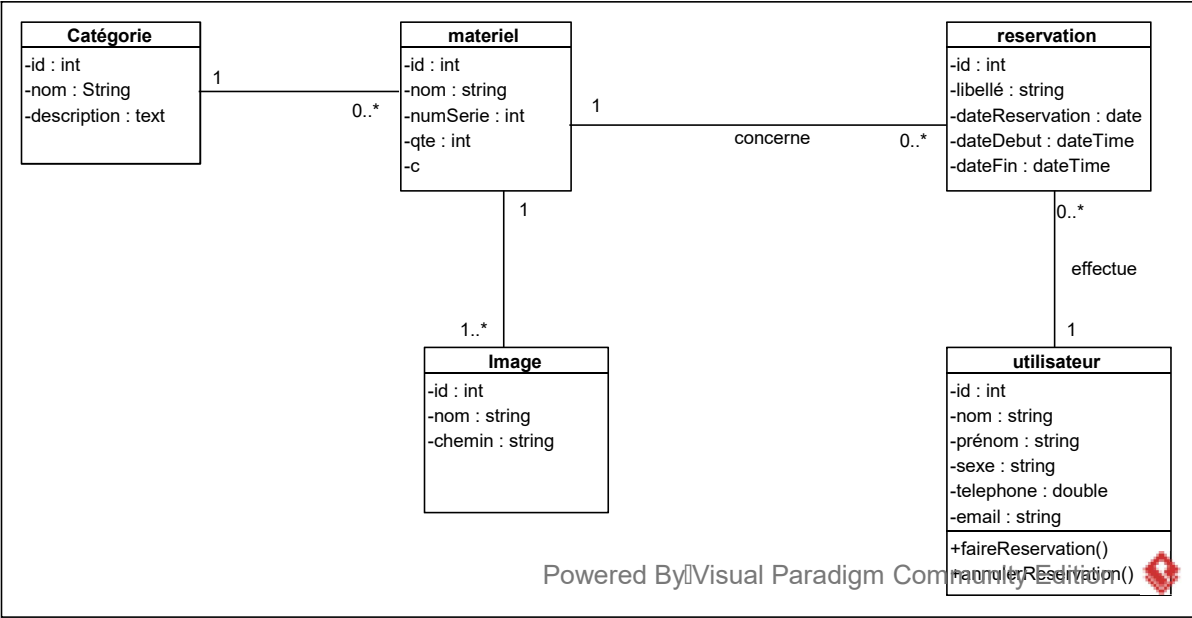 Catégorie
-id : int
-nom : String
-description : text
1
0..*
materiel
-id : int
-nom : string
-numSerie : int
-qte : int
-c
1
concerne
0..*
reservation
-id : int
-libellé : string
-dateReservation : date
-dateDebut : dateTime
-dateFin : dateTime
1
1..*
0..*
effectue
1
Image
-id : int
-nom : string
-chemin : string
utilisateur
-id : int
-nom : string
-prénom : string
-sexe : string
-telephone : double
-email : string
+faireReservation()
+annulerReservation()
Powered By Visual Paradigm Community Edition